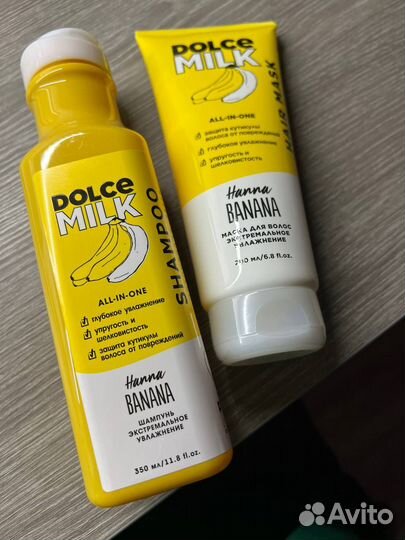 DOLCE
MILK
ALL-IN-ONE
глубокое увлажнение
упругость и
шелковистость
защита кутикулы
волоса от повреждений
SHAMPOO
Hanna
BANANA
ШАМПУНЬ
ЭКСТРЕМАЛЬНОЕ
УВЛАЖНЕНИЕ
350 мл/11.8 fl.oz.
DOLCE
MILK
ALL-IN-ONE
защита кутикулы
волоса от повреждений
глубокое увлажнение
упругость и
шелковистость
HAIR MASK
Hanna
BANANA
МАСКА ДЛЯ ВОЛОС
ЭКСТРЕМАЛЬНОЕ
УВЛАЖНЕНИЕ
200 мл/6.8 fl.oz.
Avito